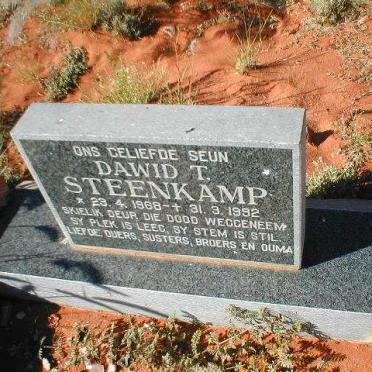 ONS GELIEFDE SEUN
DAWID T.
STEENKAMP
* 23. 4. 1968 - + 31. 3. 1992
SKIELIK DEUR DIE DOOD WEGGENEEM
SY PLEK IS LEEG, SY STEM IS STIL
LIEFDE, OUERS, SUSTERS, BROERS EN OUMA